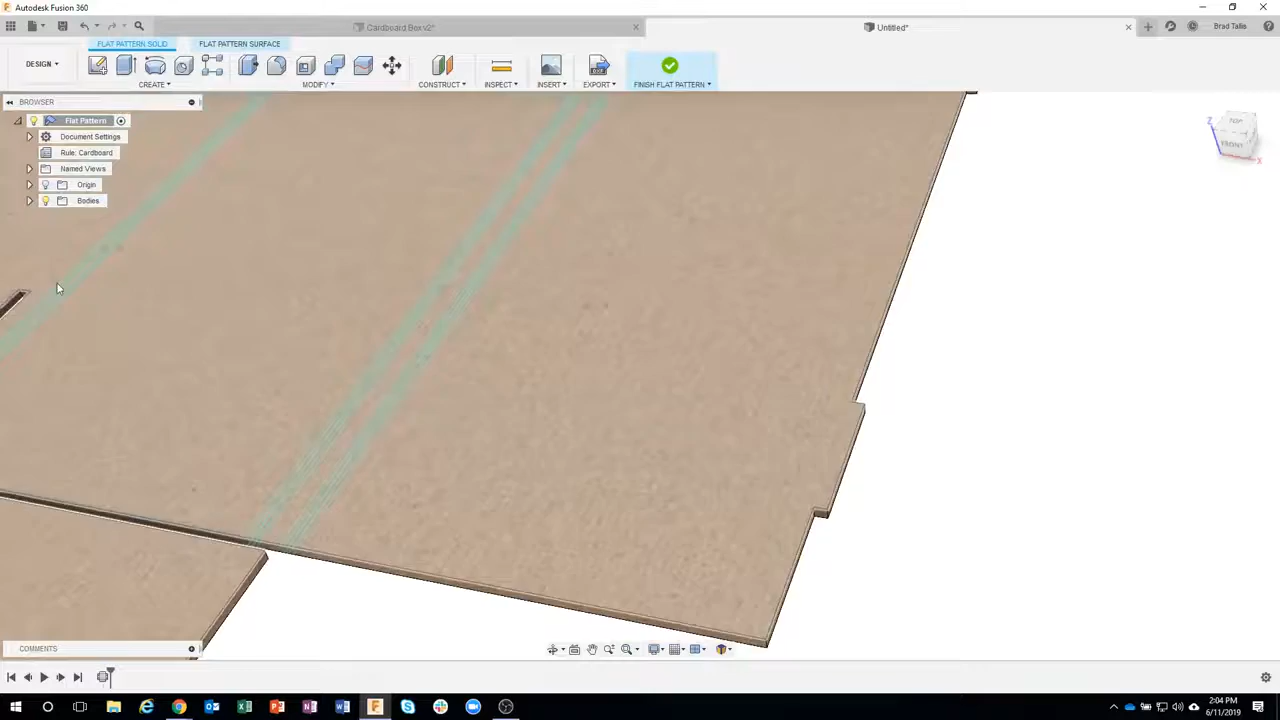 Autodesk Fusion 360
Cardboard Box v2*
Untitled*
Brad Tallis
FLAT PATTERN SOLID
FLAT PATTERN SURFACE
DESIGN
CREATE
MODIFY
CONSTRUCT
INSPECT
INSERT
EXPORT
FINISH FLAT PATTERN
BROWSER
Flat Pattern
Document Settings
Rule: Cardboard
Named Views
Origin
Bodies
Z
FRONT
X
COMMENTS
2:04 PM
6/11/2019